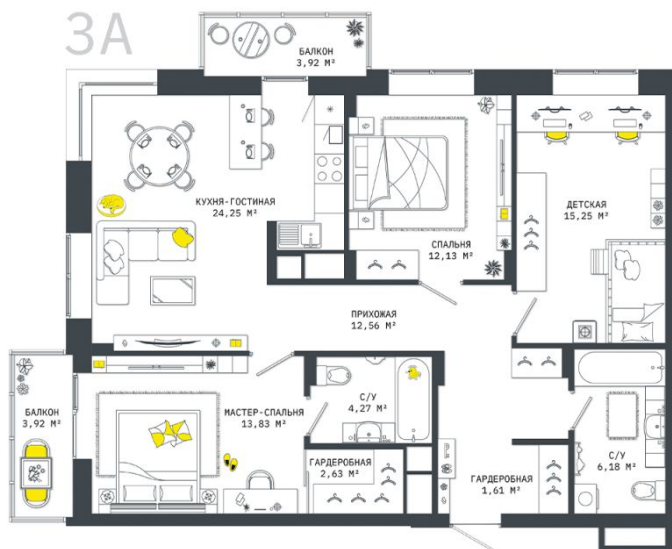 3А
БАЛКОН
3,92 М²
КУХНЯ-ГОСТИНАЯ
24,25 М²
СПАЛЬНЯ
12,13 М²
ДЕТСКАЯ
15,25 М²
ПРИХОЖАЯ
12,56 М²
БАЛКОН
3,92 М²
МАСТЕР-СПАЛЬНЯ
13,83 М²
С/У
4,27 М²
ГАРДЕРОБНАЯ
2,63 М²
ГАРДЕРОБНАЯ
1,61 М²
С/У
6,18 М²